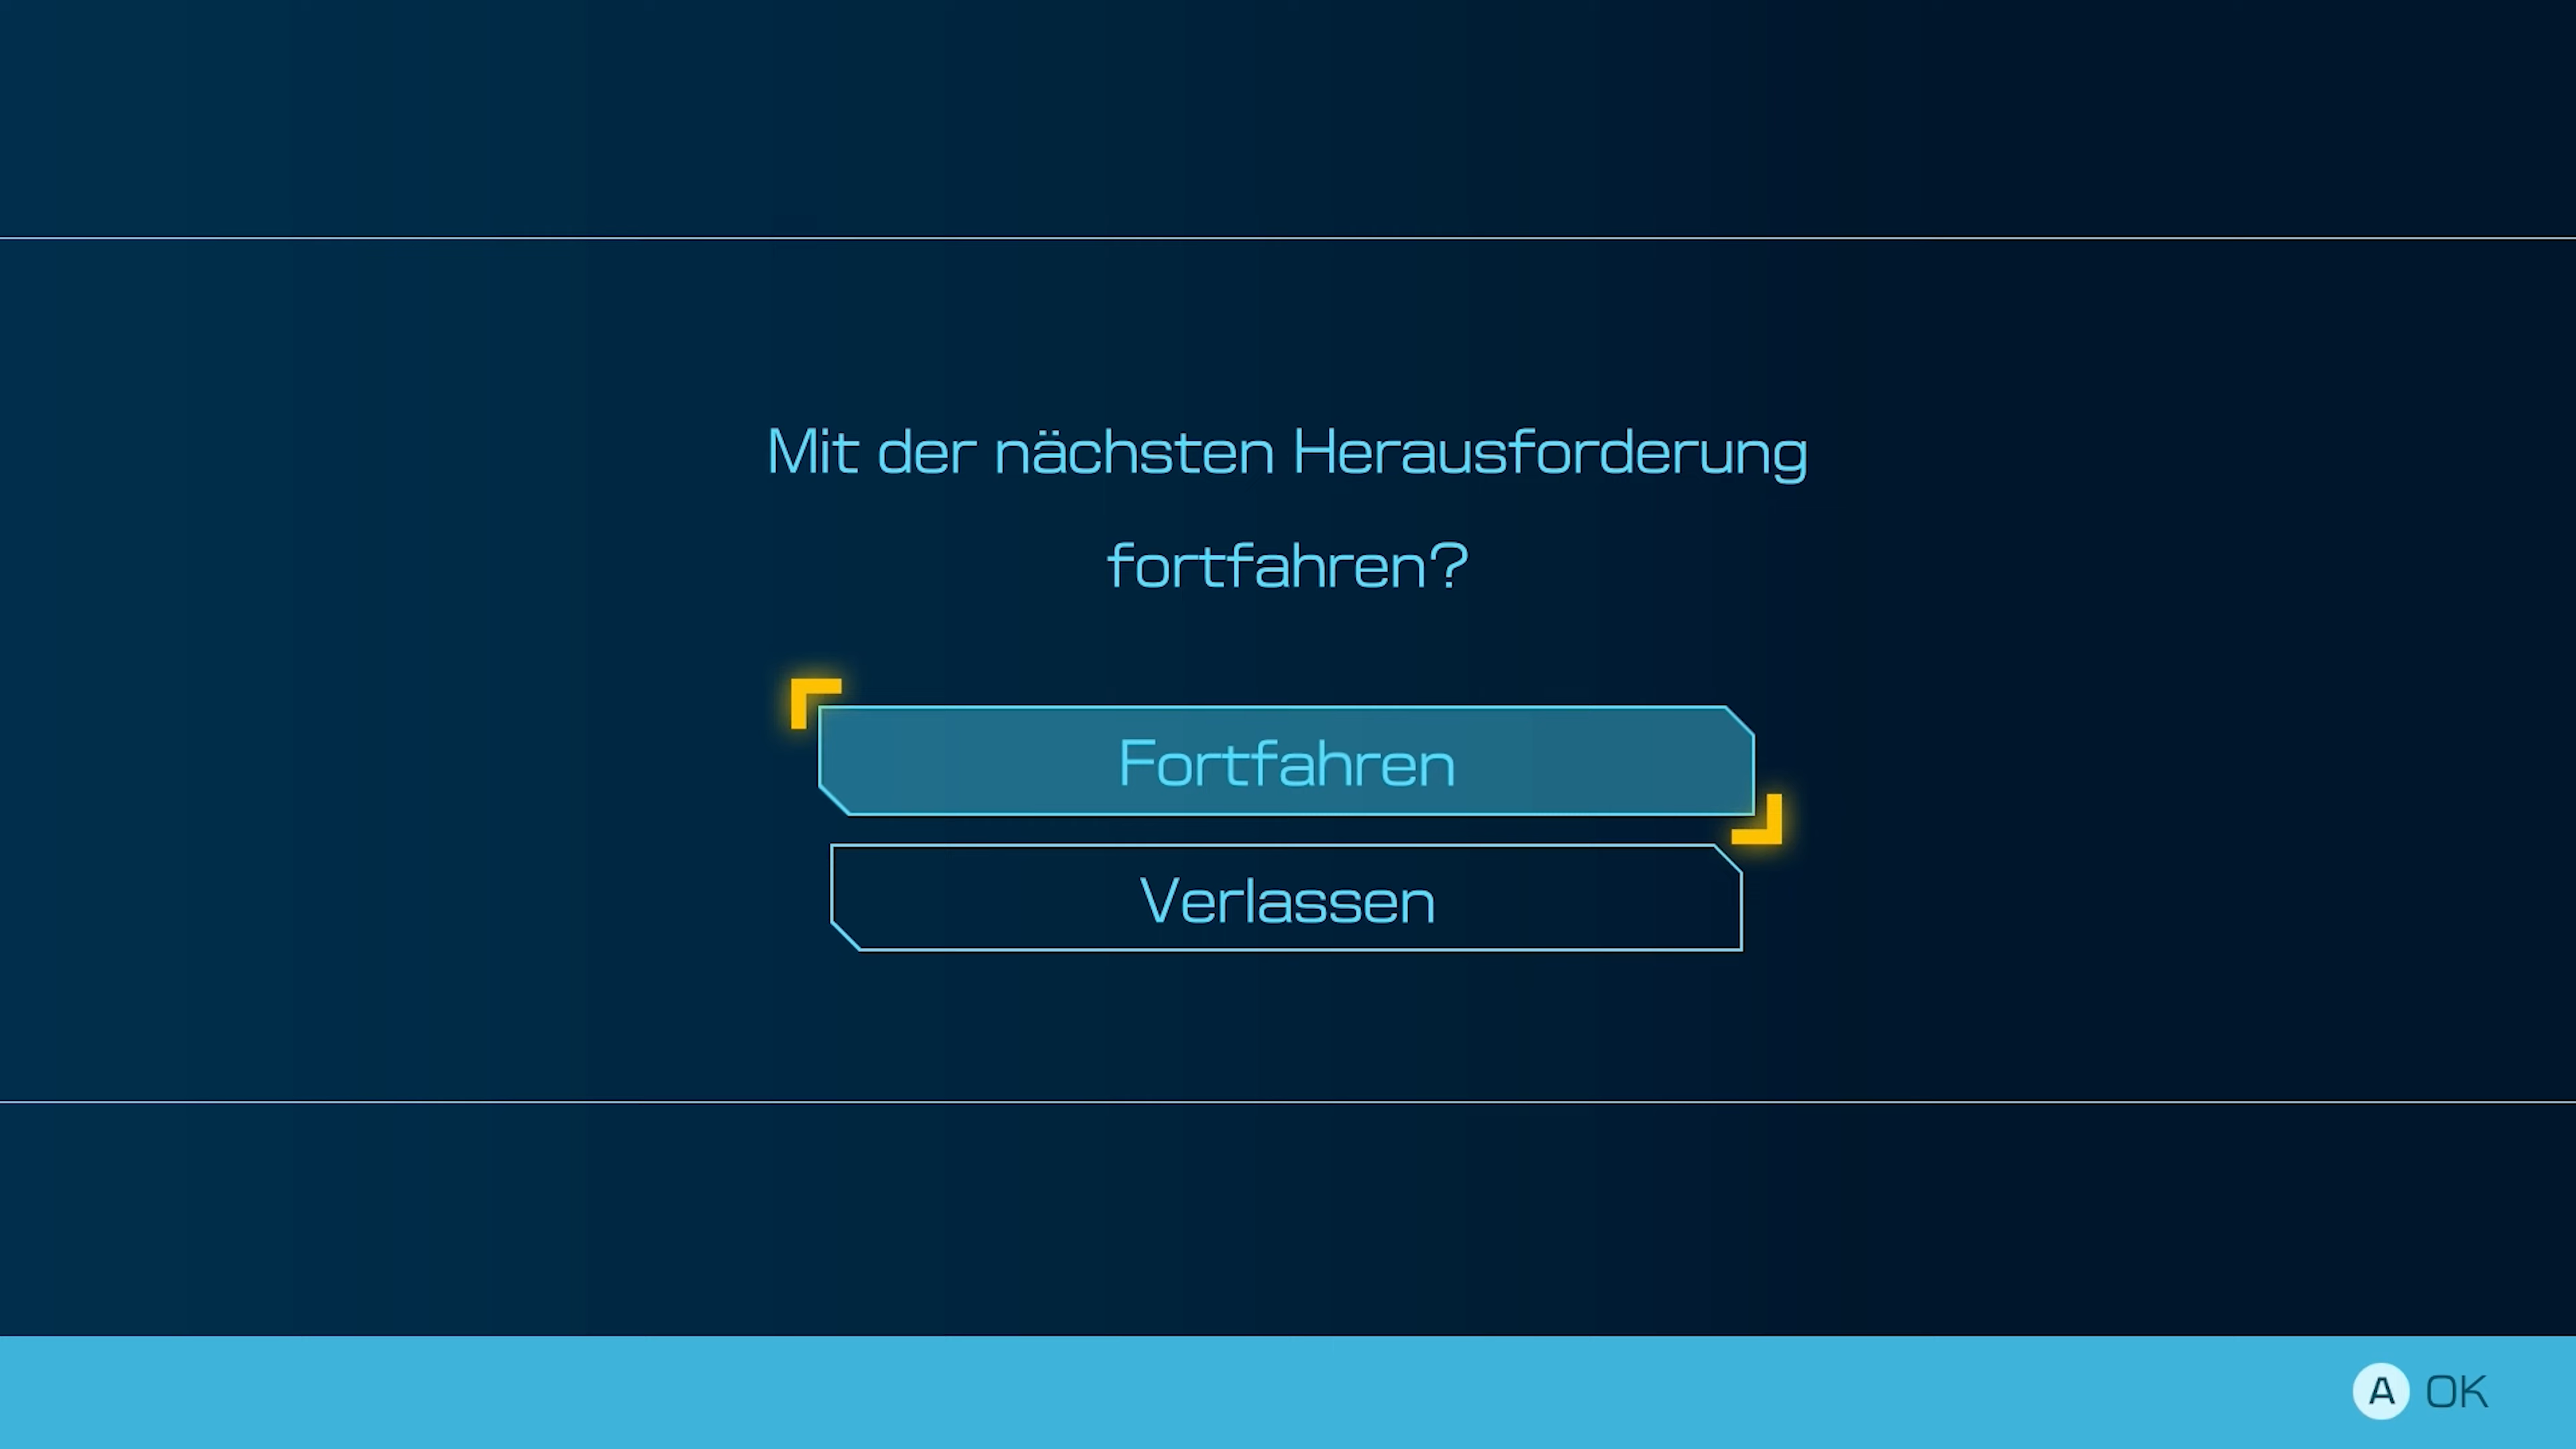 Mit der nächsten Herausforderung
fortfahren?
Fortfahren
Verlassen
A OK